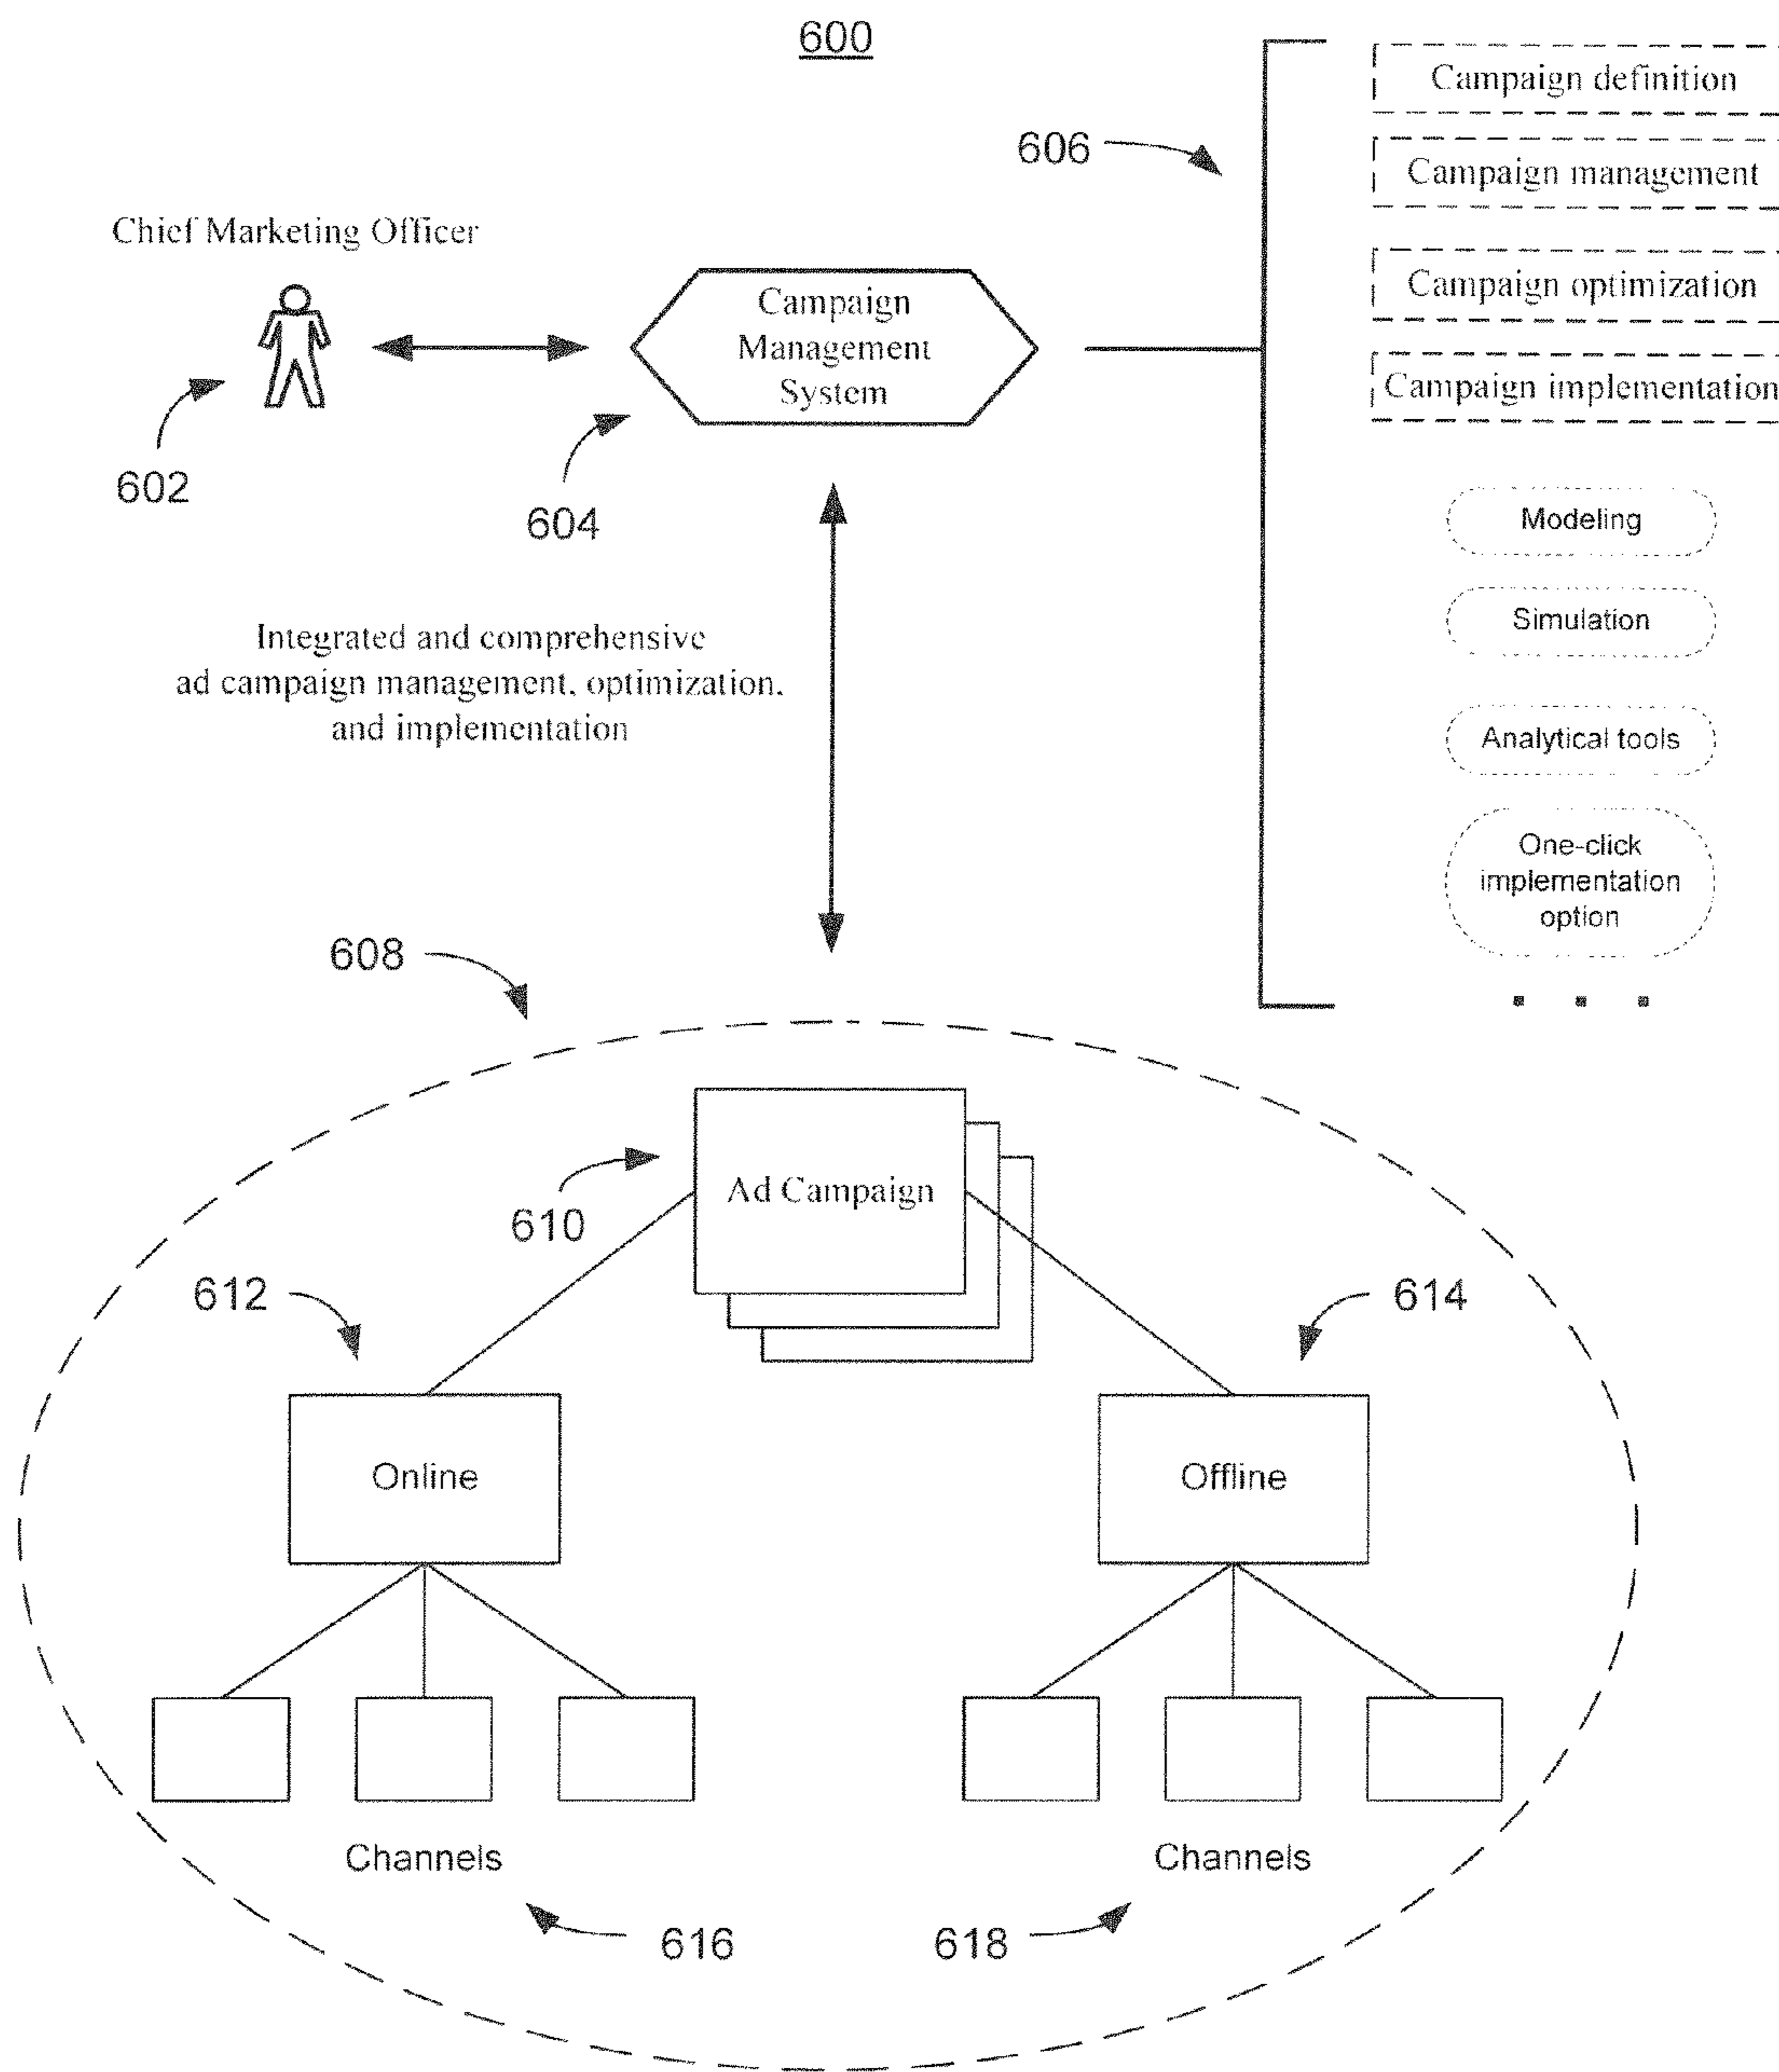 600
Campaign definition
606
Campaign management
Chief Marketing Officer
Campaign optimization
Campaign
Management
System
Campaign implementation
602
604
Modeling
Simulation
Integrated and comprehensive
ad campaign management, optimization,
and implementation
Analytical tools
One-click
implementation
option
608
. . .
610
Ad Campaign
612
614
Online
Offline
Channels
Channels
616
618